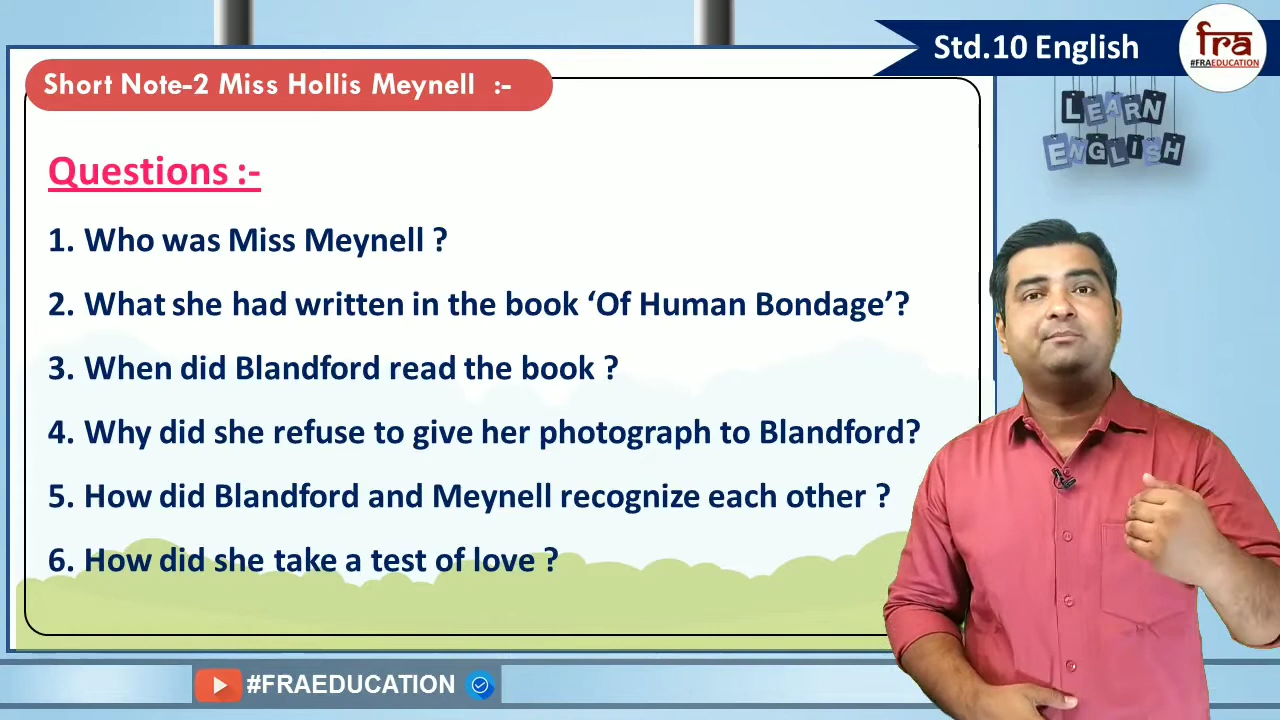 Std.10 English
fra
#FRAEDUCATION
LEARN
ENGLISH
Short Note-2 Miss Hollis Meynell :-
Questions :-
1. Who was Miss Meynell ?
2. What she had written in the book ‘Of Human Bondage’?
3. When did Blandford read the book ?
4. Why did she refuse to give her photograph to Blandford?
5. How did Blandford and Meynell recognize each other ?
6. How did she take a test of love ?
#FRAEDUCATION